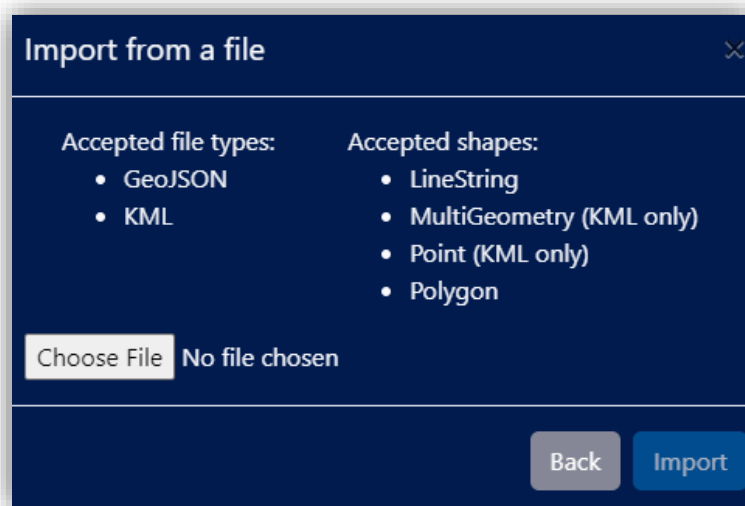 Import from a file
Accepted file types:
• GeoJSON
• KML
Accepted shapes:
• LineString
• MultiGeometry (KML only)
• Point (KML only)
• Polygon
Choose File No file chosen
Back Import